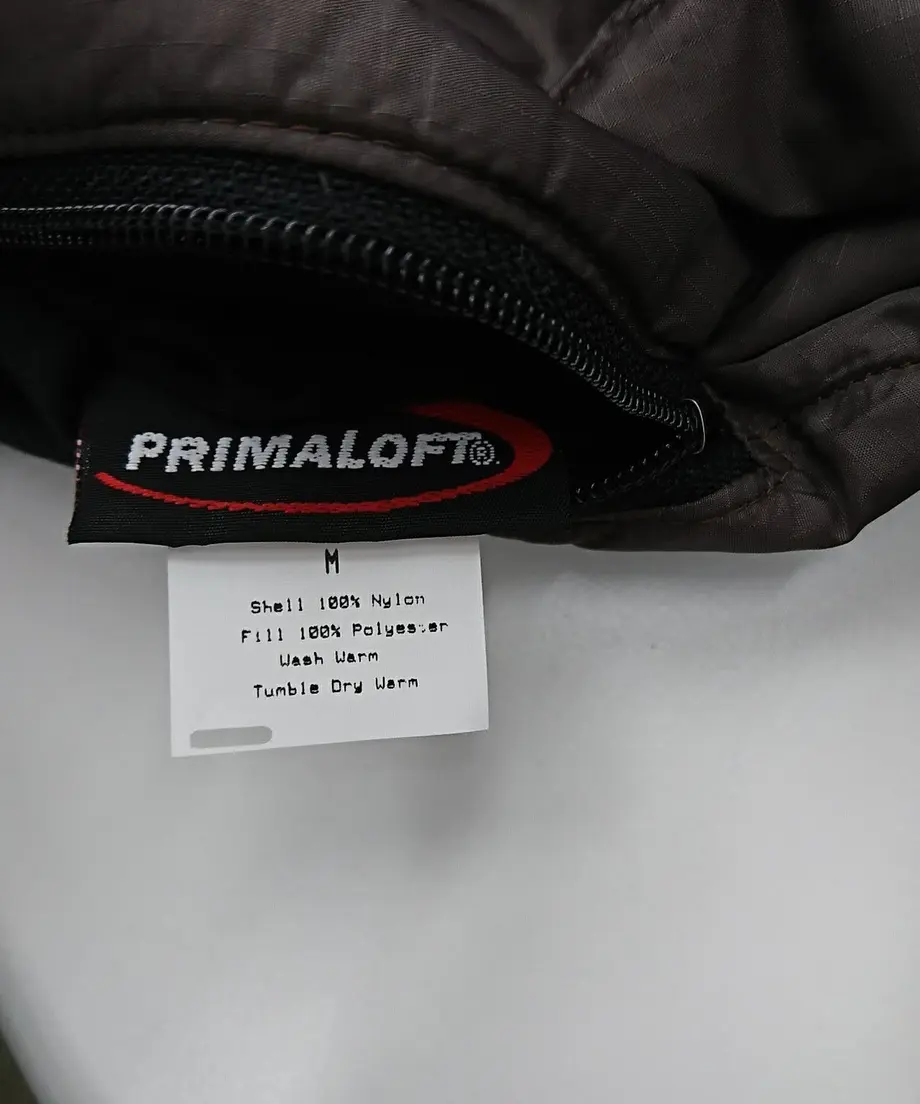 PRIMALOFT®
M
Shell 100% Nylon
Fill 100% Polyester
Wash Warm
Tumble Dry Warm